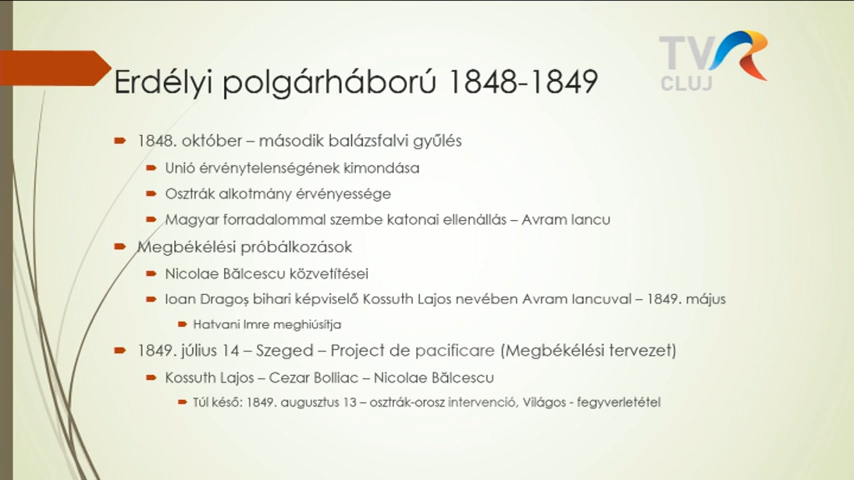 TVR
CLUJ
Erdélyi polgárháború 1848-1849
1848. október – második balázsfalvi gyűlés
Unió érvénytelenségének kimondása
Osztrák alkotmány érvényessége
Magyar forradalommal szembe katonai ellenállás – Avram Iancu
Megbékélési próbálkozások
Nicolae Bălcescu közvetítései
Ioan Dragoș bihari képviselő Kossuth Lajos nevében Avram Iancuval – 1849. május
Hatvani Imre meghiúsítja
1849. július 14 – Szeged – Project de pacificare (Megbékélési tervezet)
Kossuth Lajos – Cezar Bolliac – Nicolae Bălcescu
Túl késő: 1849. augusztus 13 – osztrák-orosz intervenció, Világos - fegyverletétel